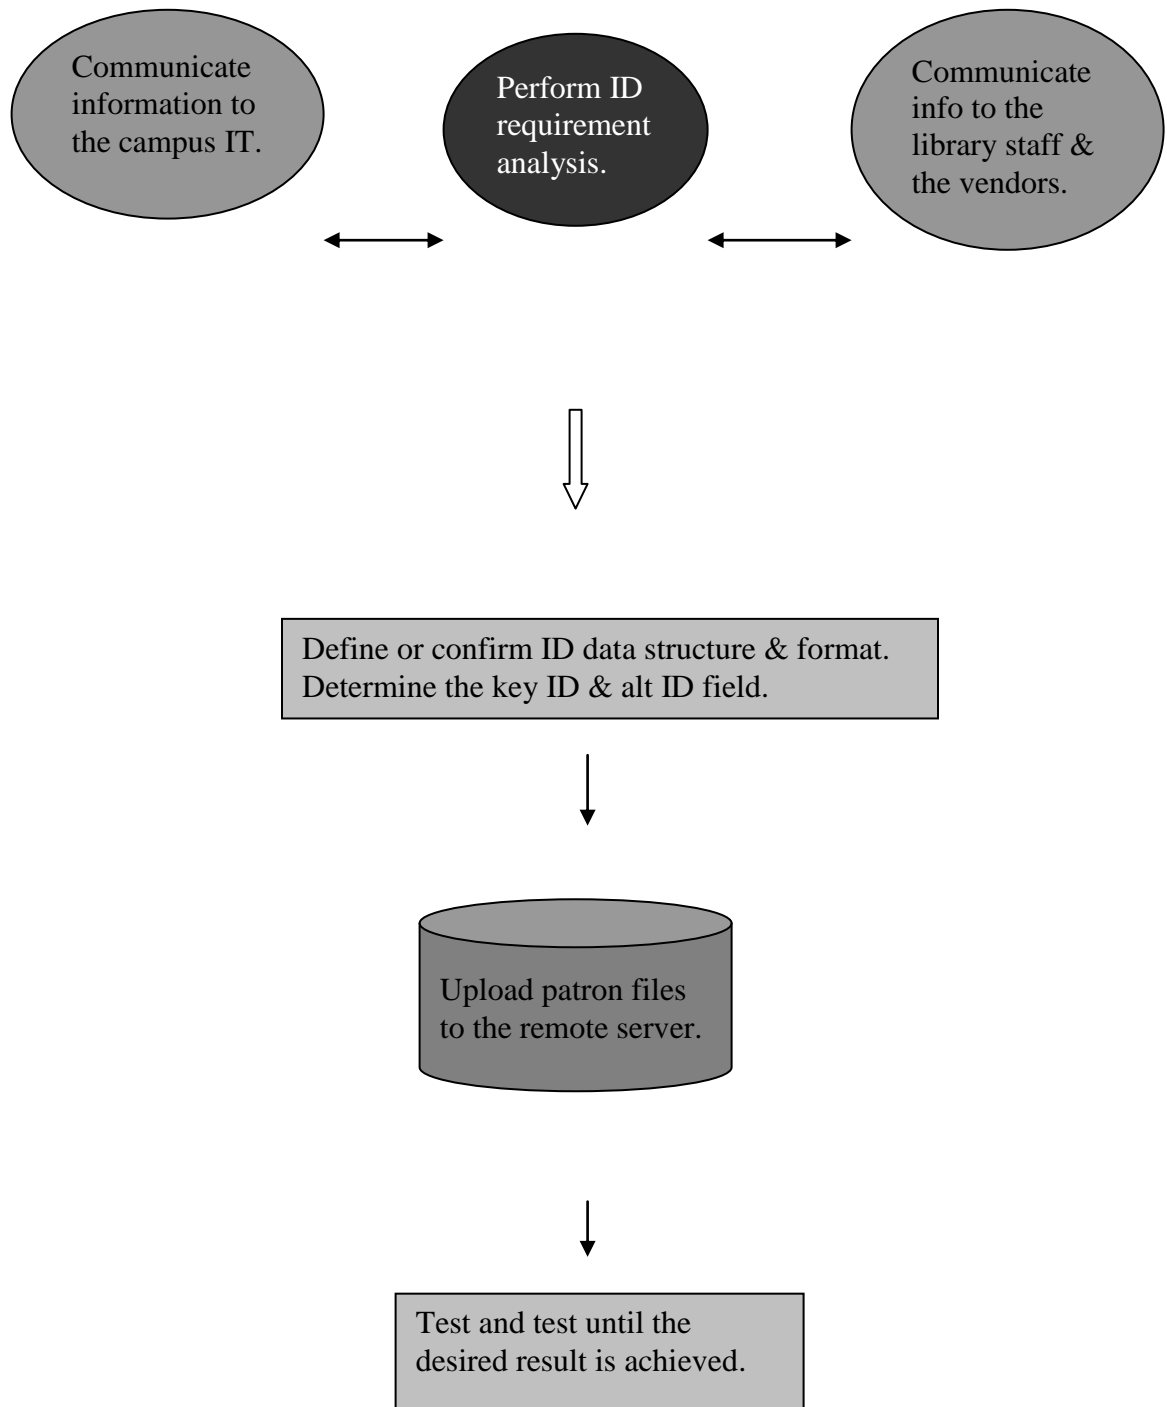 Communicate
information to
the campus IT.
Perform ID
requirement
analysis.
Communicate
info to the
library staff &
the vendors.
Define or confirm ID data structure & format.
Determine the key ID & alt ID field.
Upload patron files
to the remote server.
Test and test until the
desired result is achieved.